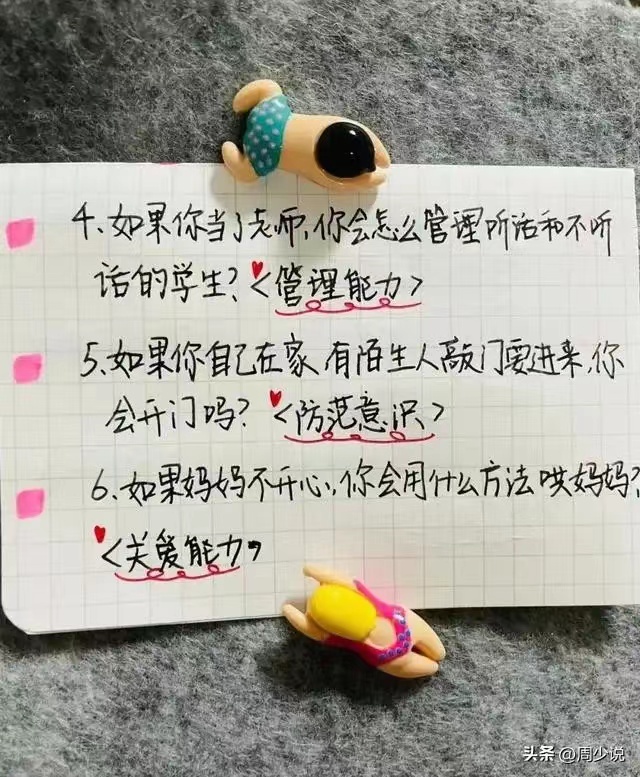 4、如果你当了老师,你会怎么管理听话和不听
话的学生?<管理能力>
5、如果你自己在家,有陌生人敲门要进来,你
会开门吗?<防范意识>
6、如果妈妈不开心,你会用什么方法哄妈妈?
<关爱能力>
头条 @周少说